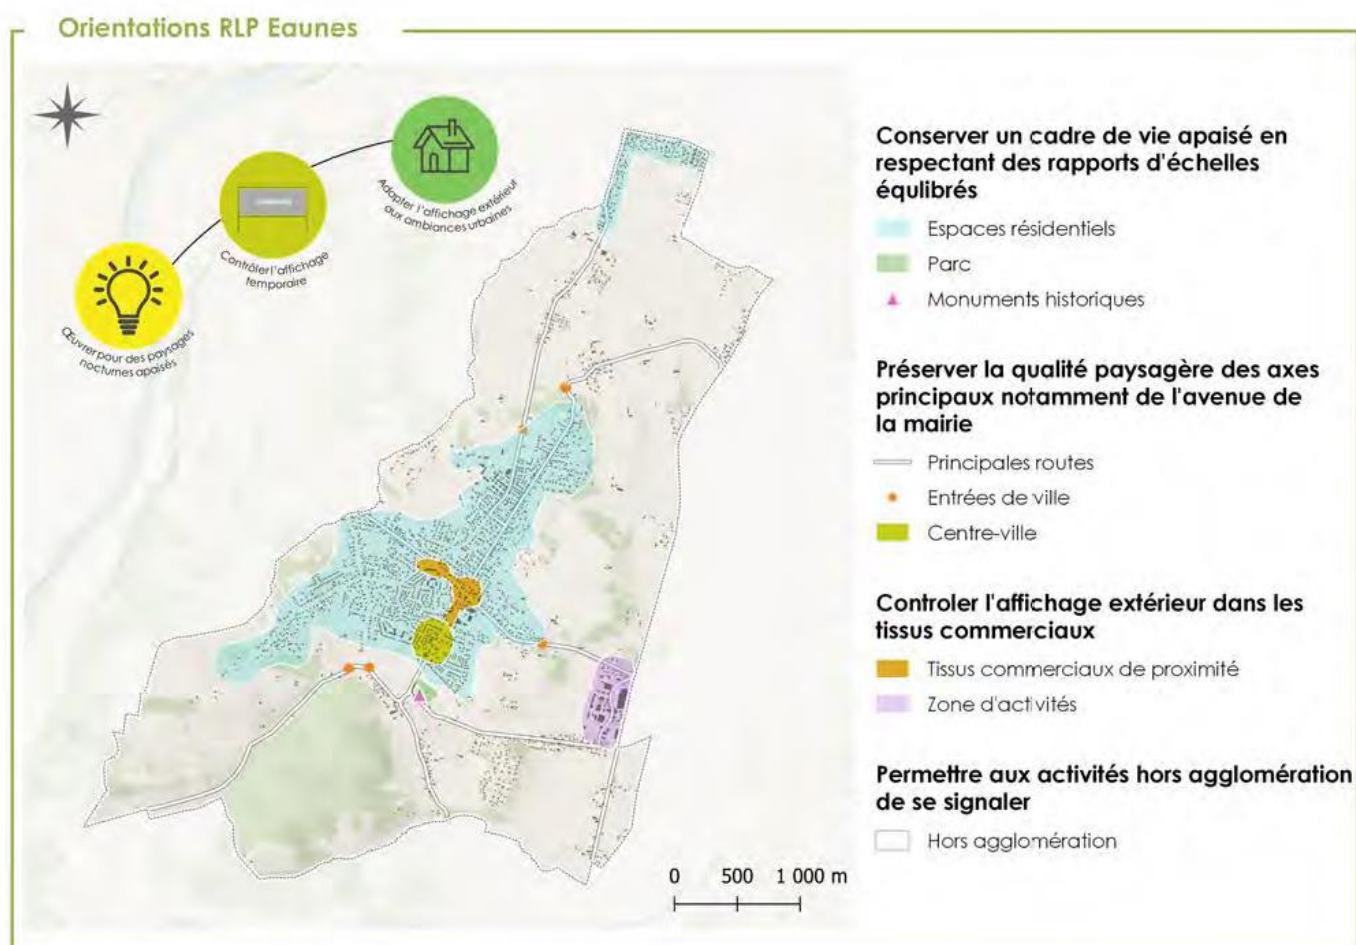 Orientations RLP Eaunes
Adapter l'affichage extérieur
aux ambiances urbaines
Contrôler l'affichage
temporaire
Œuvrer pour des paysages
nocturnes apaisés
Conserver un cadre de vie apaisé en
respectant des rapports d'échelles
équlibrés
Espaces résidentiels
Parc
Monuments historiques
Préserver la qualité paysagère des axes
principaux notamment de l'avenue de
la mairie
Principales routes
Entrées de ville
Centre-ville
Controler l'affichage extérieur dans les
tissus commerciaux
Tissus commerciaux de proximité
Zone d'activités
Permettre aux activités hors agglomération
de se signaler
Hors agglomération
0 500 1 000 m